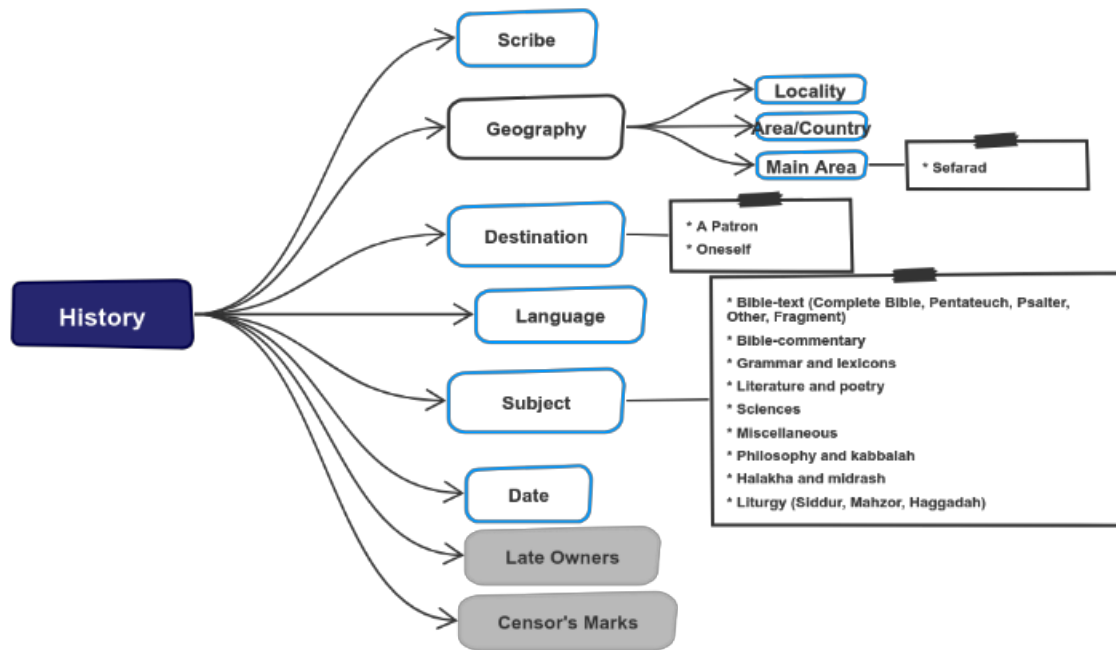 Scribe
Geography
Locality
Area/Country
Main Area
* Sefarad
Destination
* A Patron
* Oneself
History
Language
Subject
* Bible-text (Complete Bible, Pentateuch, Psalter,
Other, Fragment)
* Bible-commentary
* Grammar and lexicons
* Literature and poetry
* Sciences
* Miscellaneous
* Philosophy and kabbalah
* Halakha and midrash
* Liturgy (Siddur, Mahzor, Haggadah)
Date
Late Owners
Censor's Marks